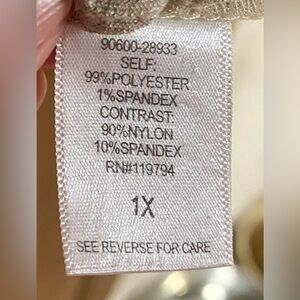 90600-28933
SELF:
99%POLYESTER
1%SPANDEX
CONTRAST:
90%NYLON
10%SPANDEX
RN#119794
1X
SEE REVERSE FOR CARE